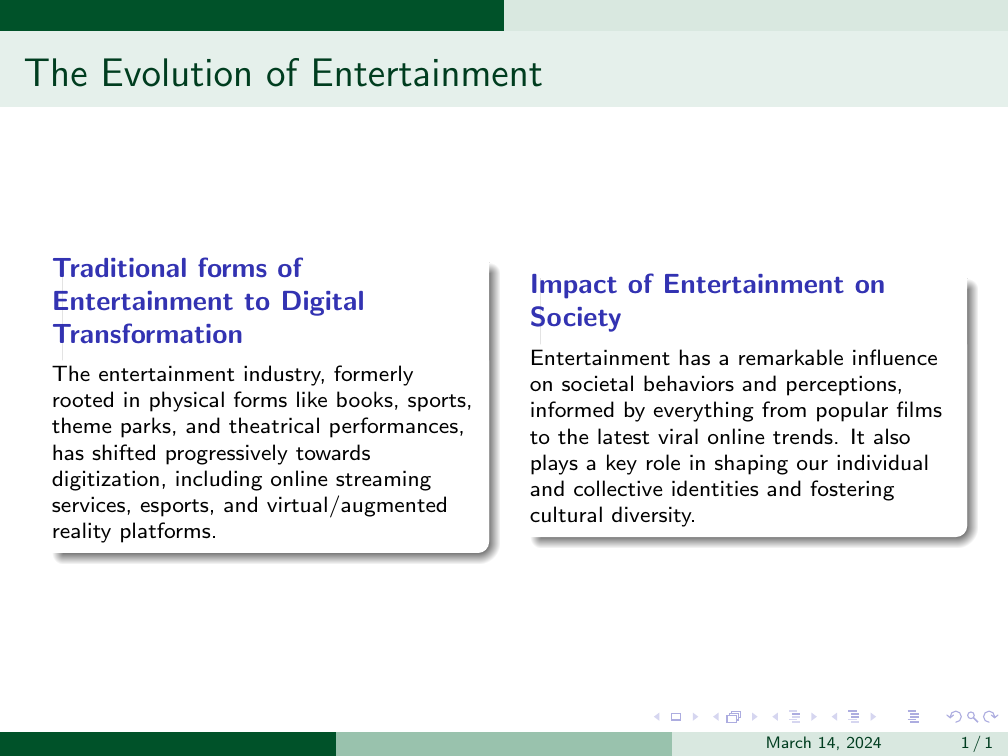 The Evolution of Entertainment
Traditional forms of
Entertainment to Digital
Transformation
The entertainment industry, formerly
rooted in physical forms like books, sports,
theme parks, and theatrical performances,
has shifted progressively towards
digitization, including online streaming
services, esports, and virtual/augmented
reality platforms.
Impact of Entertainment on
Society
Entertainment has a remarkable influence
on societal behaviors and perceptions,
informed by everything from popular films
to the latest viral online trends. It also
plays a key role in shaping our individual
and collective identities and fostering
cultural diversity.
March 14, 2024
1 / 1